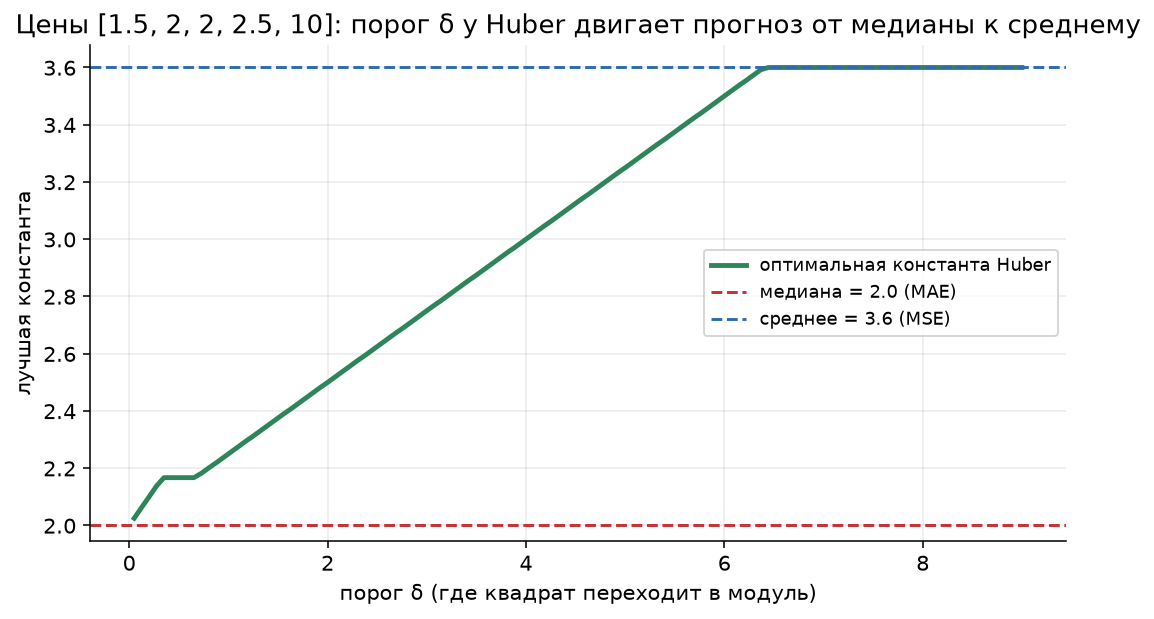 Цены [1.5, 2, 2, 2.5, 10]: порог δ у Huber двигает прогноз от медианы к среднему
лучшая константа
3.6
3.4
3.2
3.0
2.8
2.6
2.4
2.2
2.0
оптимальная константа Huber
медиана = 2.0 (MAE)
среднее = 3.6 (MSE)
0 2 4 6 8
порог δ (где квадрат переходит в модуль)